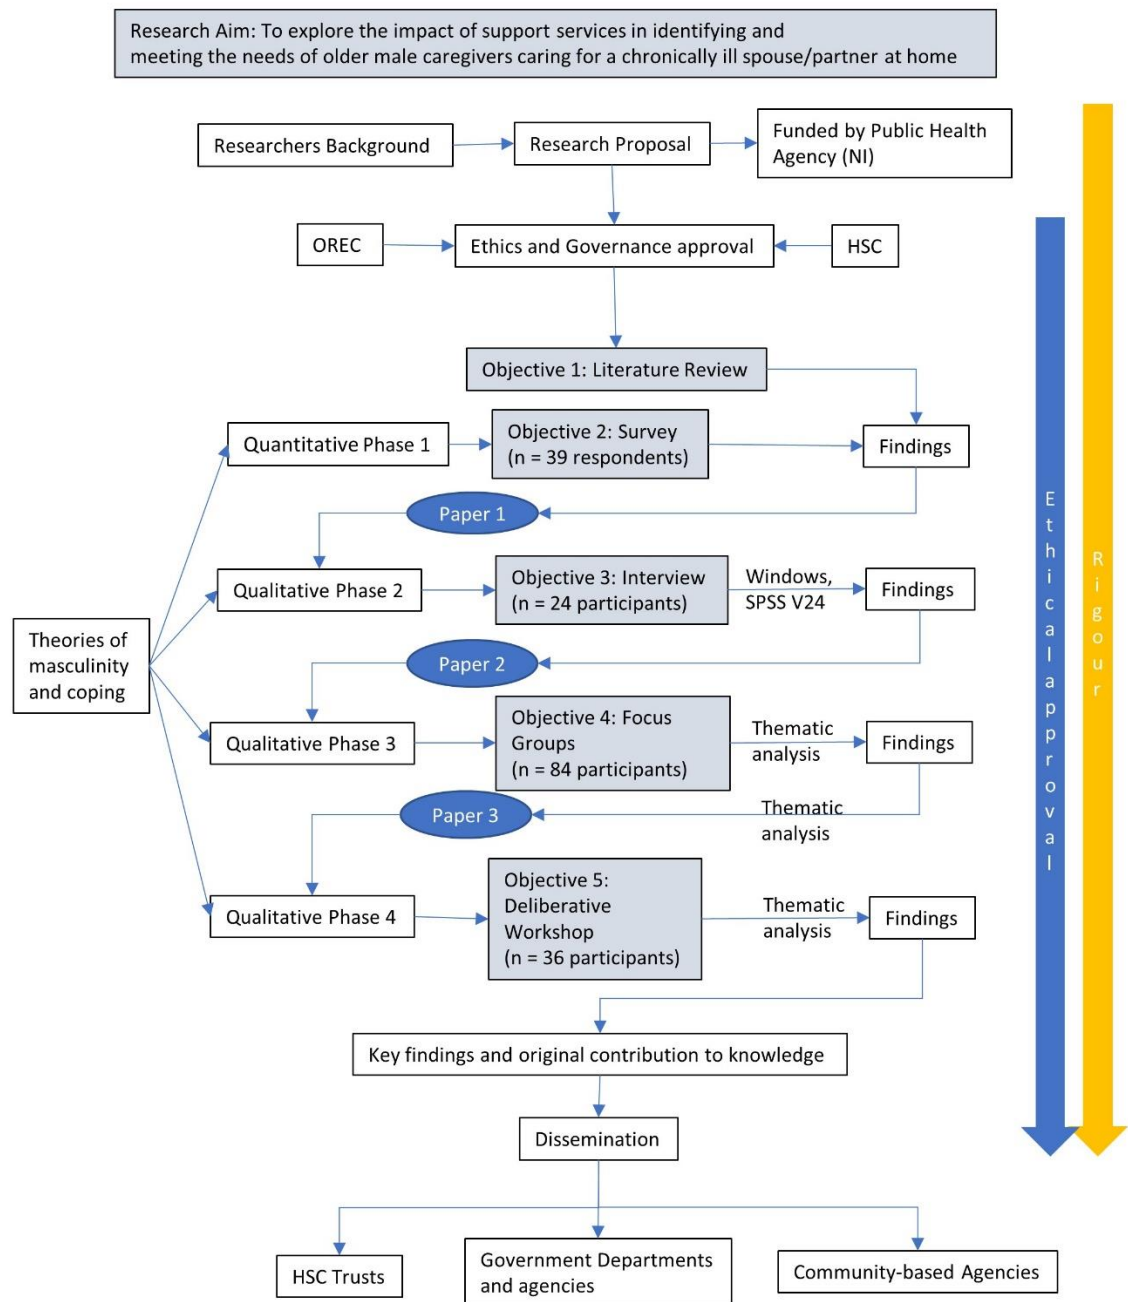 Research Aim: To explore the impact of support services in identifying and
meeting the needs of older male caregivers caring for a chronically ill spouse/partner at home
Researchers Background
Research Proposal
Funded by Public Health
Agency (NI)
OREC
Ethics and Governance approval
HSC
Objective 1: Literature Review
Quantitative Phase 1
Objective 2: Survey
(n = 39 respondents)
Findings
Paper 1
Qualitative Phase 2
Objective 3: Interview
(n = 24 participants)
Windows,
SPSS V24
Findings
Theories of
masculinity
and coping
Paper 2
Qualitative Phase 3
Objective 4: Focus
Groups
(n = 84 participants)
Thematic
analysis
Findings
Paper 3
Thematic
analysis
Qualitative Phase 4
Objective 5:
Deliberative
Workshop
(n = 36 participants)
Thematic
analysis
Findings
Key findings and original contribution to knowledge
Dissemination
HSC Trusts
Government Departments
and agencies
Community-based Agencies
Ethical approval
Rigour